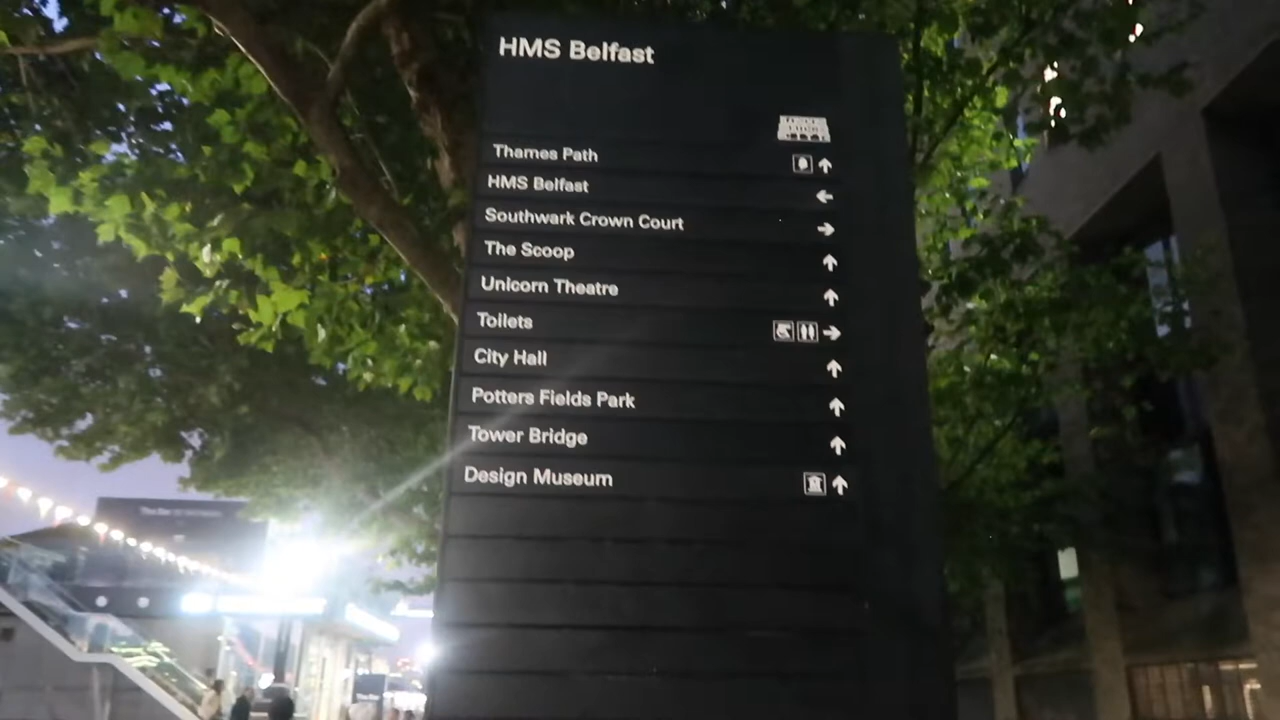 HMS Belfast
Thames Path
HMS Belfast
Southwark Crown Court
The Scoop
Unicorn Theatre
Toilets
City Hall
Potters Fields Park
Tower Bridge
Design Museum